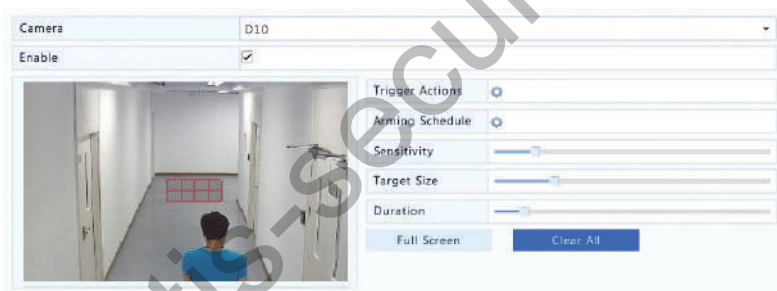 Camera D10
Enable
Trigger Actions
Arming Schedule
Sensitivity
Target Size
Duration
Full Screen Clear All